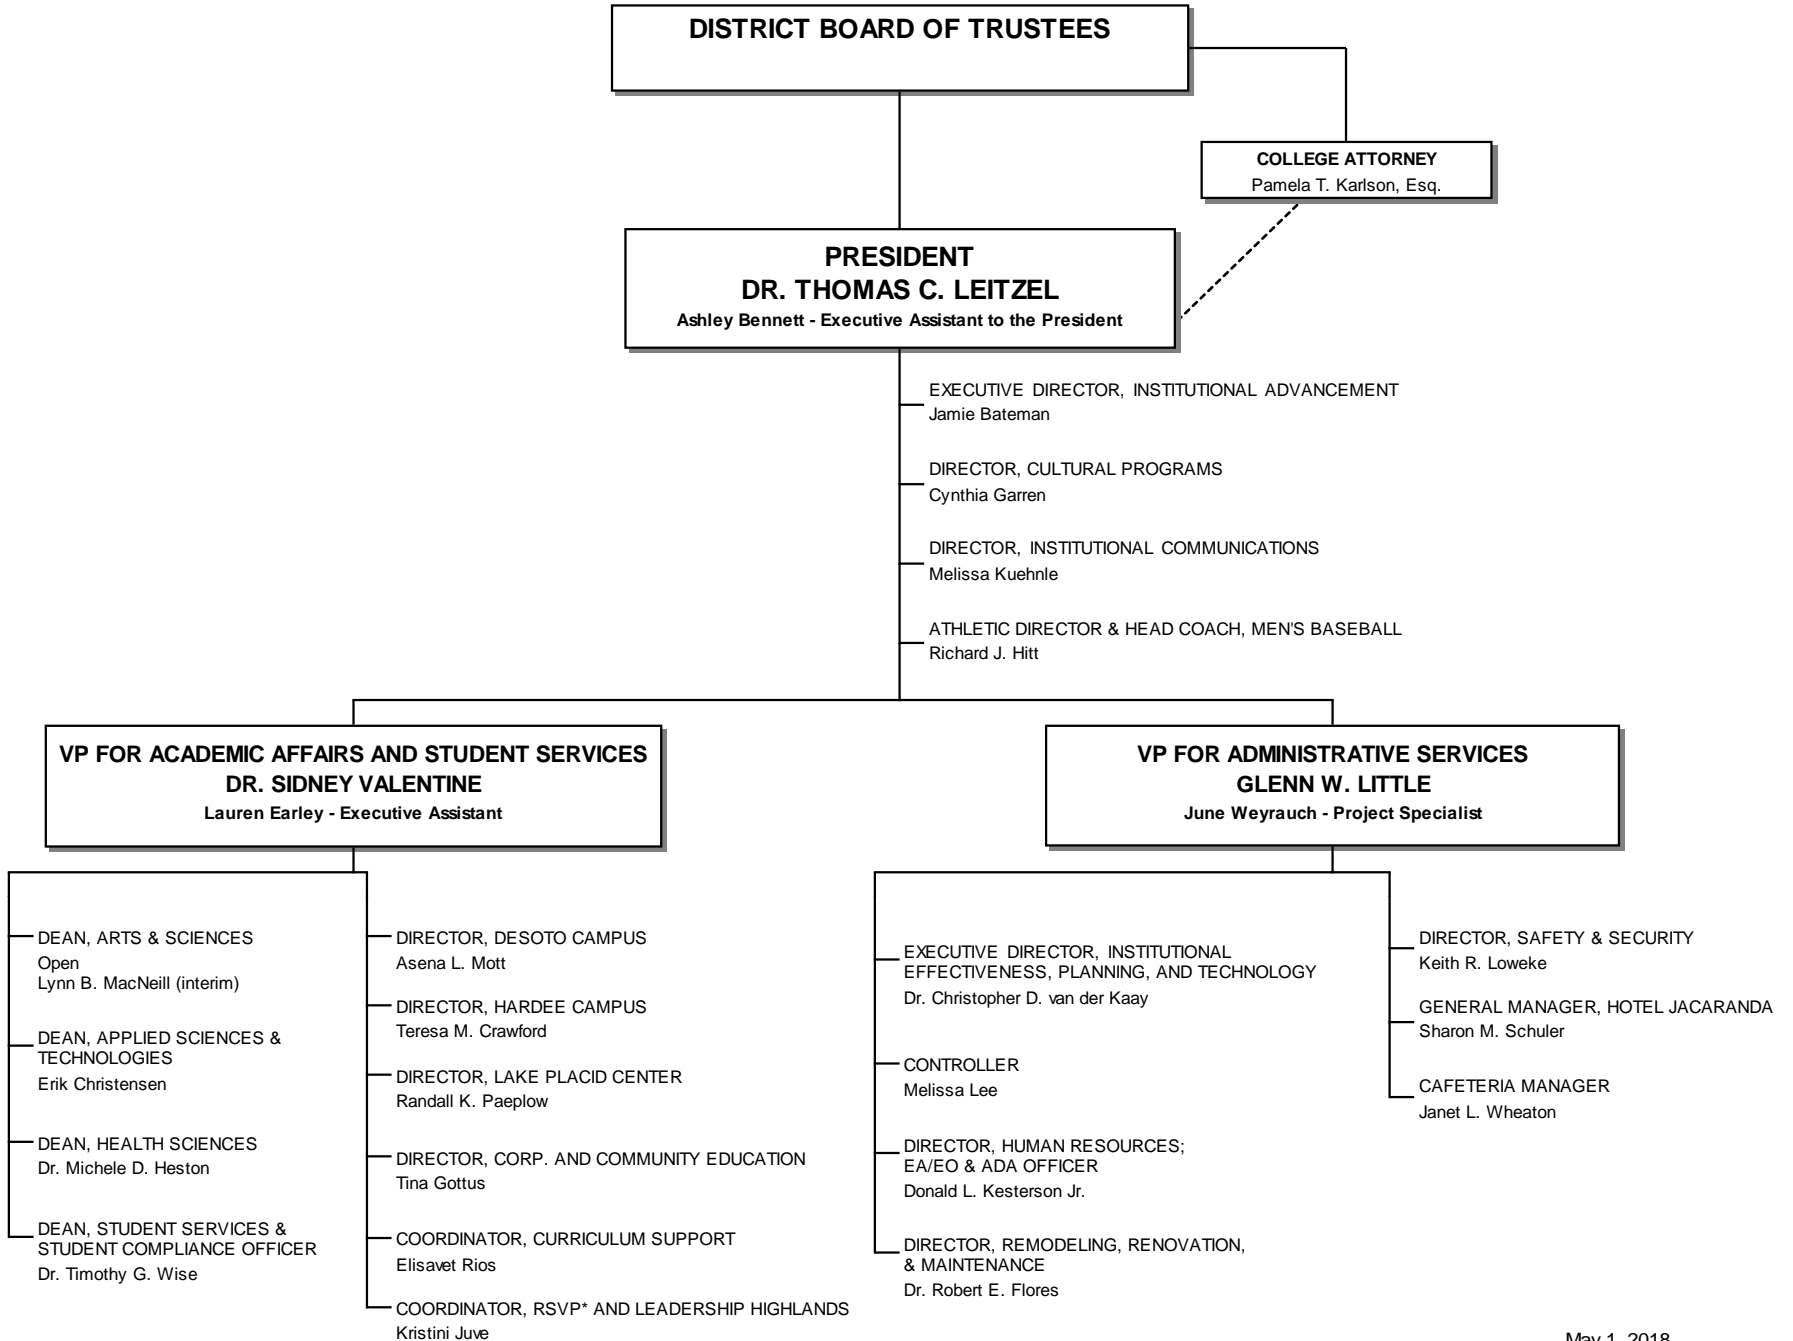 DISTRICT BOARD OF TRUSTEES
COLLEGE ATTORNEY
Pamela T. Karlson, Esq.
PRESIDENT
DR. THOMAS C. LEITZEL
Ashley Bennett - Executive Assistant to the President
EXECUTIVE DIRECTOR, INSTITUTIONAL ADVANCEMENT
Jamie Bateman
DIRECTOR, CULTURAL PROGRAMS
Cynthia Garren
DIRECTOR, INSTITUTIONAL COMMUNICATIONS
Melissa Kuehnle
ATHLETIC DIRECTOR & HEAD COACH, MEN'S BASEBALL
Richard J. Hitt
VP FOR ACADEMIC AFFAIRS AND STUDENT SERVICES
DR. SIDNEY VALENTINE
Lauren Earley - Executive Assistant
DEAN, ARTS & SCIENCES
Open
Lynn B. MacNeill (interim)
DEAN, APPLIED SCIENCES &
TECHNOLOGIES
Erik Christensen
DEAN, HEALTH SCIENCES
Dr. Michele D. Heston
DEAN, STUDENT SERVICES &
STUDENT COMPLIANCE OFFICER
Dr. Timothy G. Wise
DIRECTOR, DESOTO CAMPUS
Asena L. Mott
DIRECTOR, HARDEE CAMPUS
Teresa M. Crawford
DIRECTOR, LAKE PLACID CENTER
Randall K. Paeplow
DIRECTOR, CORP. AND COMMUNITY EDUCATION
Tina Gottus
COORDINATOR, CURRICULUM SUPPORT
Elisavet Rios
COORDINATOR, RSVP* AND LEADERSHIP HIGHLANDS
Kristini Juve
VP FOR ADMINISTRATIVE SERVICES
GLENN W. LITTLE
June Weyrauch - Project Specialist
EXECUTIVE DIRECTOR, INSTITUTIONAL
EFFECTIVENESS, PLANNING, AND TECHNOLOGY
Dr. Christopher D. van der Kaay
CONTROLLER
Melissa Lee
DIRECTOR, HUMAN RESOURCES;
EA/EO & ADA OFFICER
Donald L. Kesterson Jr.
DIRECTOR, REMODELING, RENOVATION,
& MAINTENANCE
Dr. Robert E. Flores
DIRECTOR, SAFETY & SECURITY
Keith R. Loweke
GENERAL MANAGER, HOTEL JACARANDA
Sharon M. Schuler
CAFETERIA MANAGER
Janet L. Wheaton
May 1, 2018